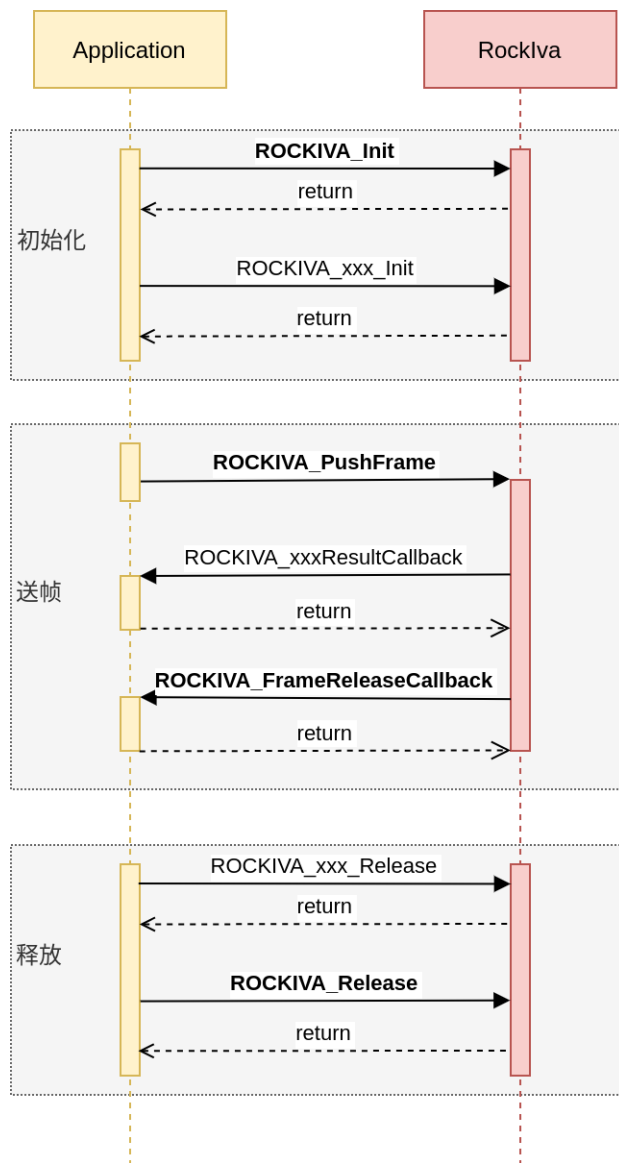 Application
RockIva
ROCKIVA_Init
return
初始化
ROCKIVA_xxx_Init
return
ROCKIVA_PushFrame
ROCKIVA_xxxResultCallback
送帧
return
ROCKIVA_FrameReleaseCallback
return
ROCKIVA_xxx_Release
return
释放
ROCKIVA_Release
return